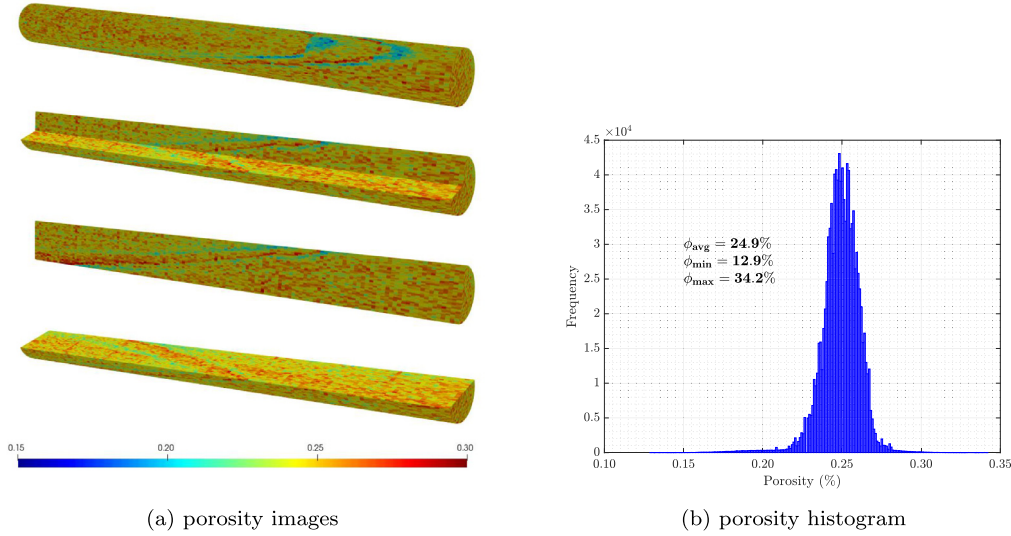 0.15 0.20 0.25 0.30
(a) porosity images
×10⁴
4.5
4
3.5
3
2.5
2
1.5
1
0.5
0
Frequency
ϕavg = 24.9%
ϕmin = 12.9%
ϕmax = 34.2%
0.10 0.15 0.20 0.25 0.30 0.35
Porosity (%)
(b) porosity histogram